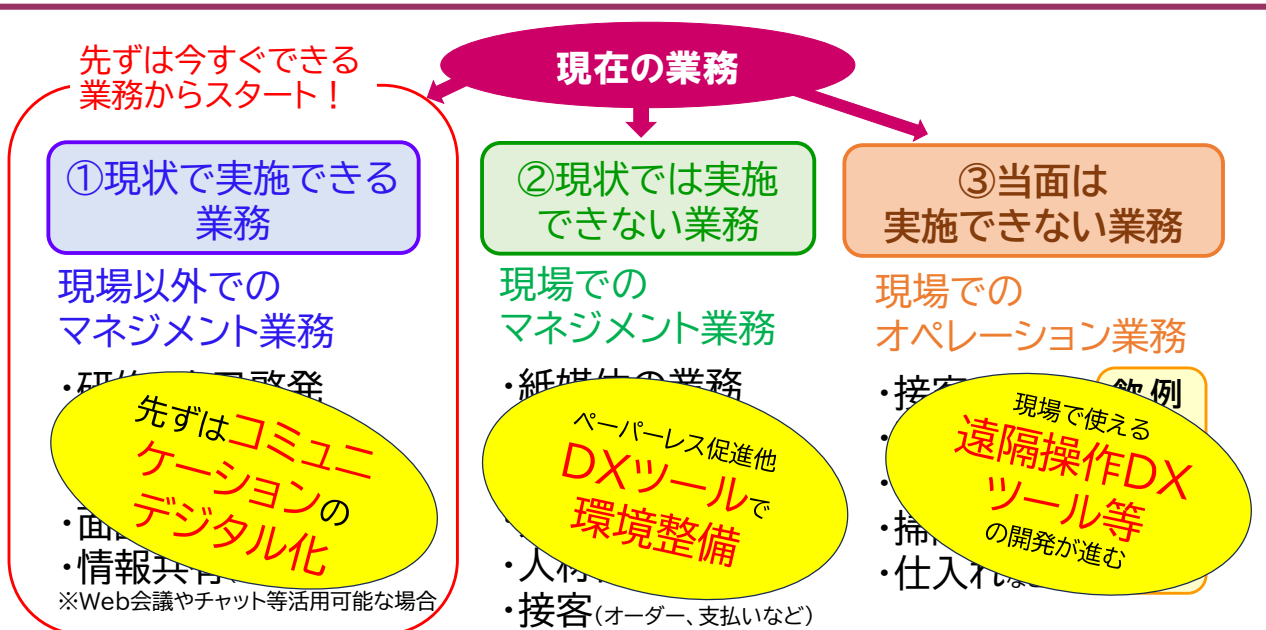 先ずは今すぐできる
業務からスタート！
現在の業務
①現状で実施できる
業務
現場以外での
マネジメント業務
先ずはコミュニ
ケーションの
デジタル化
・情報共有
※Web会議やチャット等活用可能な場合
②現状では実施
できない業務
現場での
マネジメント業務
・紙媒体の業務
ペーパーレス促進他
DXツールで
環境整備
・人材
・接客(オーダー、支払いなど)
③当面は
実施できない業務
現場での
オペレーション業務
・接客
例
現場で使える
遠隔操作DX
ツール等
の開発が進む
・仕入れ